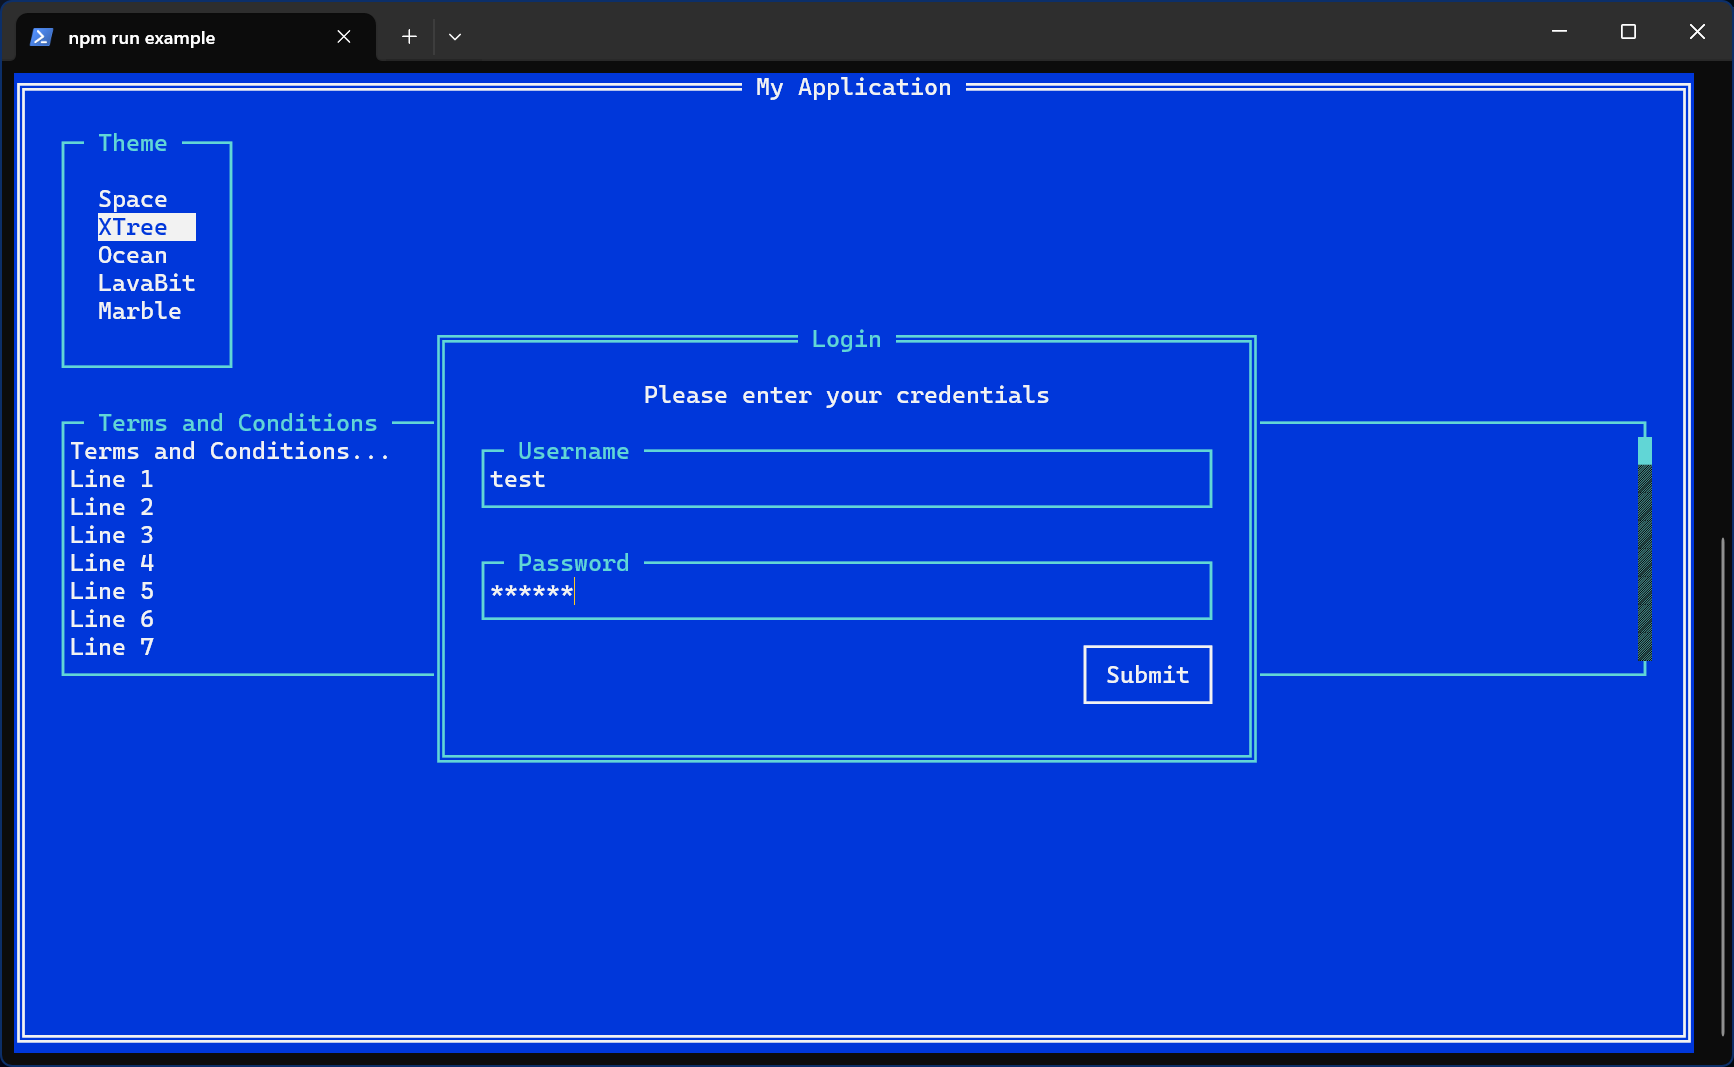 npm run example
My Application
Theme
Space
XTree
Ocean
LavaBit
Marble
Terms and Conditions
Terms and Conditions...
Line 1
Line 2
Line 3
Line 4
Line 5
Line 6
Line 7
Login
Please enter your credentials
Username
test
Password
******
Submit